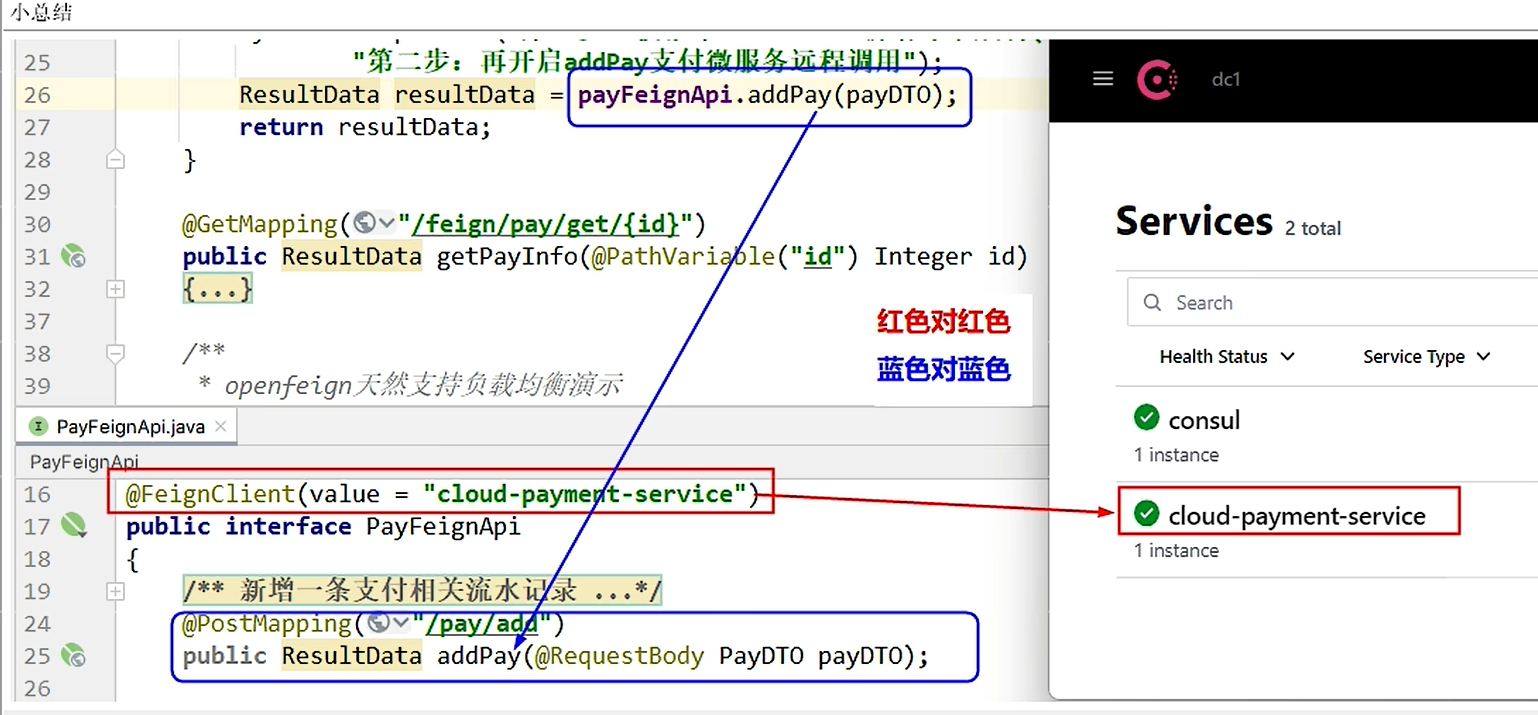 小总结
25 "第二步：再开启addPay支付微服务远程调用");
26 ResultData resultData = payFeignApi.addPay(payDTO);
27 return resultData;
28 }
29
30 @GetMapping("/feign/pay/get/{id}")
31 public ResultData getPayInfo(@PathVariable("id") Integer id)
32 {...}
37
38 /**
39 * openfeign天然支持负载均衡演示
红色对红色
蓝色对蓝色
PayFeignApi.java
PayFeignApi
16 @FeignClient(value = "cloud-payment-service")
17 public interface PayFeignApi
18 {
19 /** 新增一条支付相关流水记录 ...*/
24 @PostMapping("/pay/add")
25 public ResultData addPay(@RequestBody PayDTO payDTO);
26
dc1
Services 2 total
Search
Health Status Service Type
consul
1 instance
cloud-payment-service
1 instance